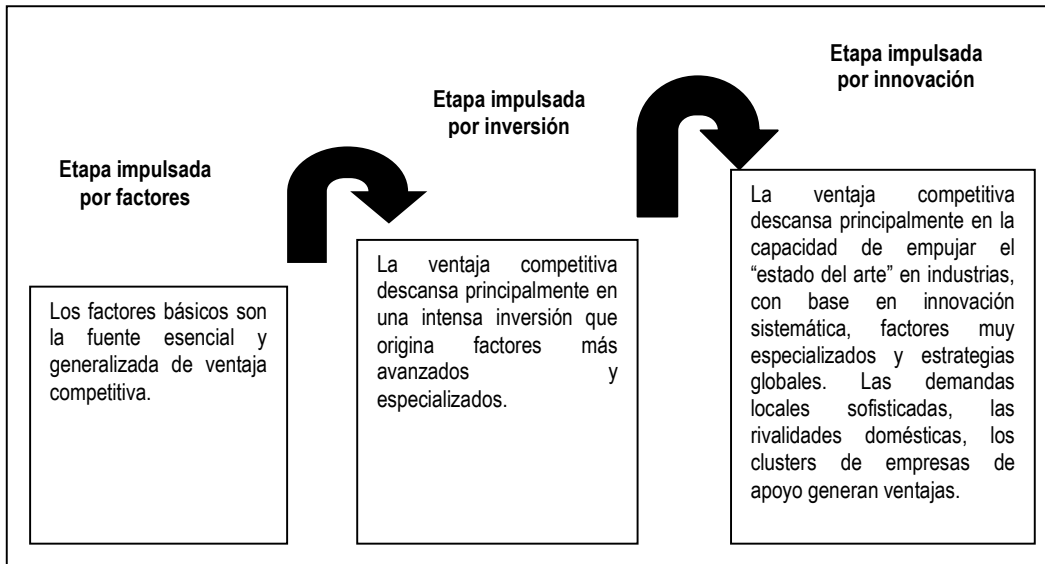 Etapa impulsada
por factores
Los factores básicos son
la fuente esencial y
generalizada de ventaja
competitiva.
Etapa impulsada
por inversión
La ventaja competitiva
descansa principalmente en
una intensa inversión que
origina factores más
avanzados y
especializados.
Etapa impulsada
por innovación
La ventaja competitiva
descansa principalmente en la
capacidad de empujar el
“estado del arte” en industrias,
con base en innovación
sistemática, factores muy
especializados y estrategias
globales. Las demandas
locales sofisticadas, las
rivalidades domésticas, los
clusters de empresas de
apoyo generan ventajas.